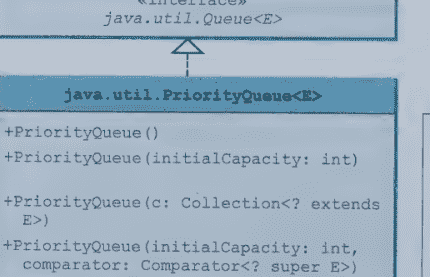 «interface»
java.util.Queue<E>
java.util.PriorityQueue<E>
+PriorityQueue()
+PriorityQueue(initialCapacity: int)
+PriorityQueue(c: Collection<? extends
E>)
+PriorityQueue(initialCapacity: int,
comparator: Comparator<? super E>)